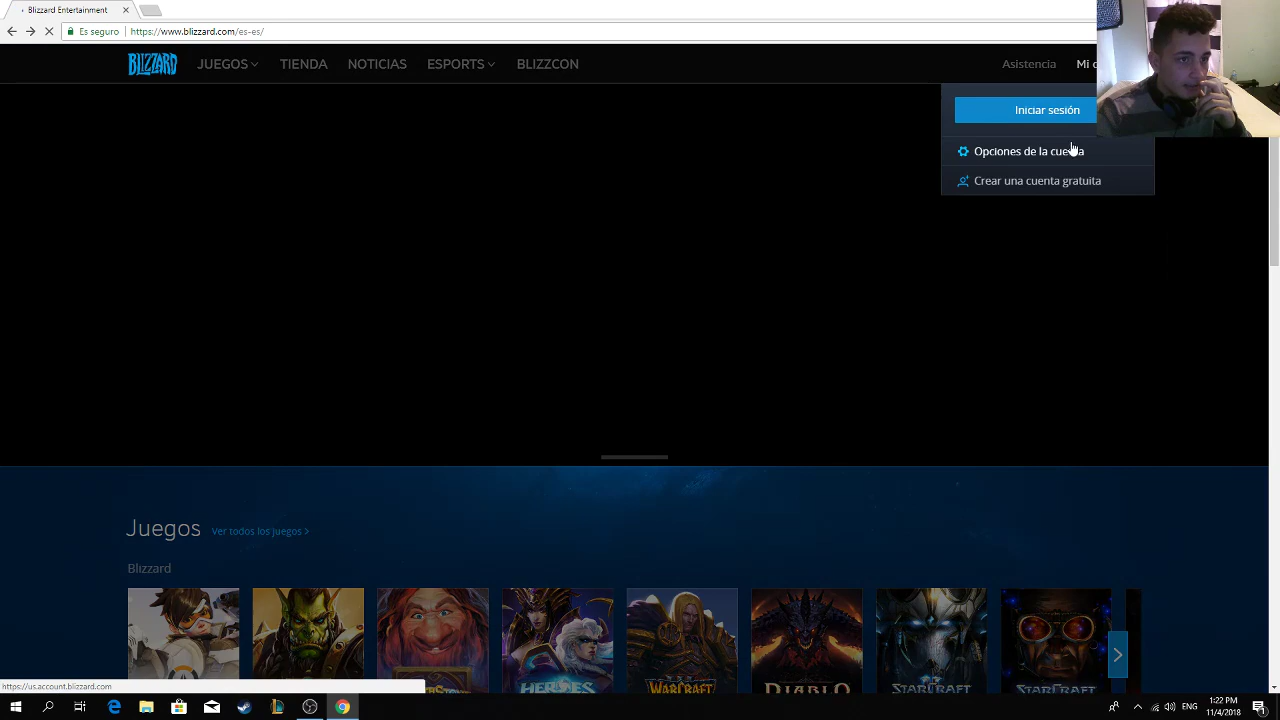 Blizzard Entertainment
Es seguro
https://www.blizzard.com/es-es/
BLIZZARD
JUEGOS
TIENDA
NOTICIAS
ESPORTS
BLIZZCON
Asistencia
Mi
Iniciar sesión
Opciones de la cuenta
Crear una cuenta gratuita
Juegos
Ver todos los juegos >
Blizzard
HEROES
WARCRAFT
DIABLO
STARCRAFT
STARCRAFT
https://us.account.blizzard.com
ENG
1:22 PM
11/4/2018